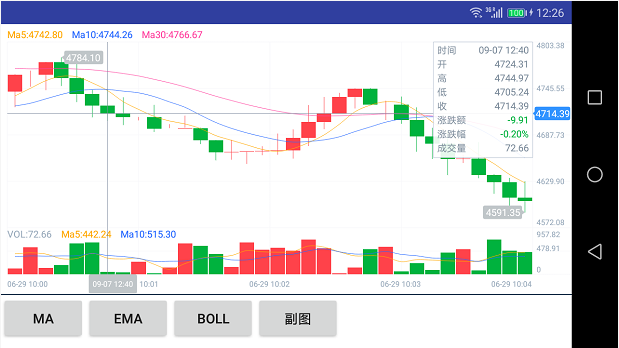 3G 100 12:26
Ma5:4742.80 Ma10:4744.26 Ma30:4766.67
4803.38
4784.10
时间 09-07 12:40
开 4724.31
高 4744.97
低 4705.24
收 4714.39
涨跌额 -9.91
涨跌幅 -0.20%
成交量 72.66
4745.55
4714.39
4687.73
4629.90
4591.35
4572.08
VOL:72.66 Ma5:442.24 Ma10:515.30
957.82
478.91
0
06-29 10:00 09-07 12:40 10:01 06-29 10:02 06-29 10:03 06-29 10:04
MA EMA BOLL 副图